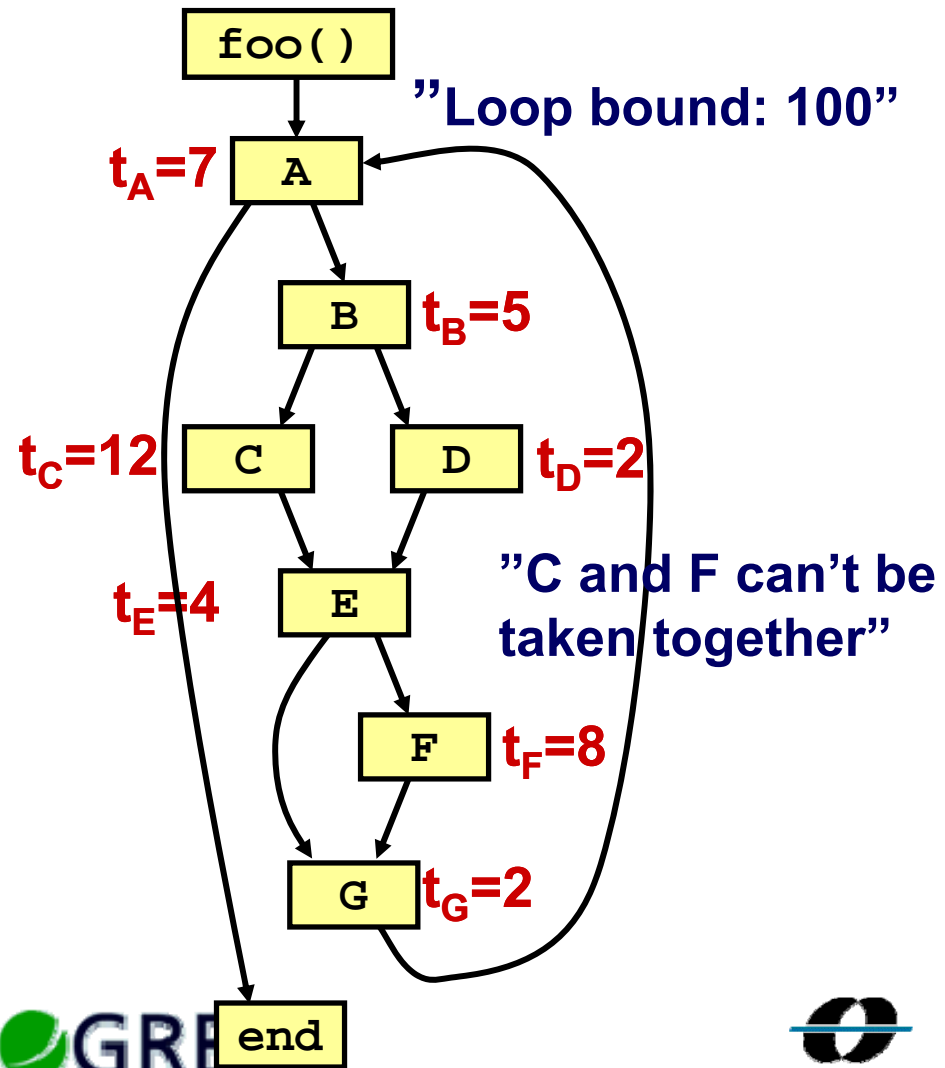 foo()
”Loop bound: 100”
tA=7
A
B
tB=5
tC=12
C
D
tD=2
”C and F can’t be
taken together”
tE=4
E
F
tF=8
G
tG=2
end